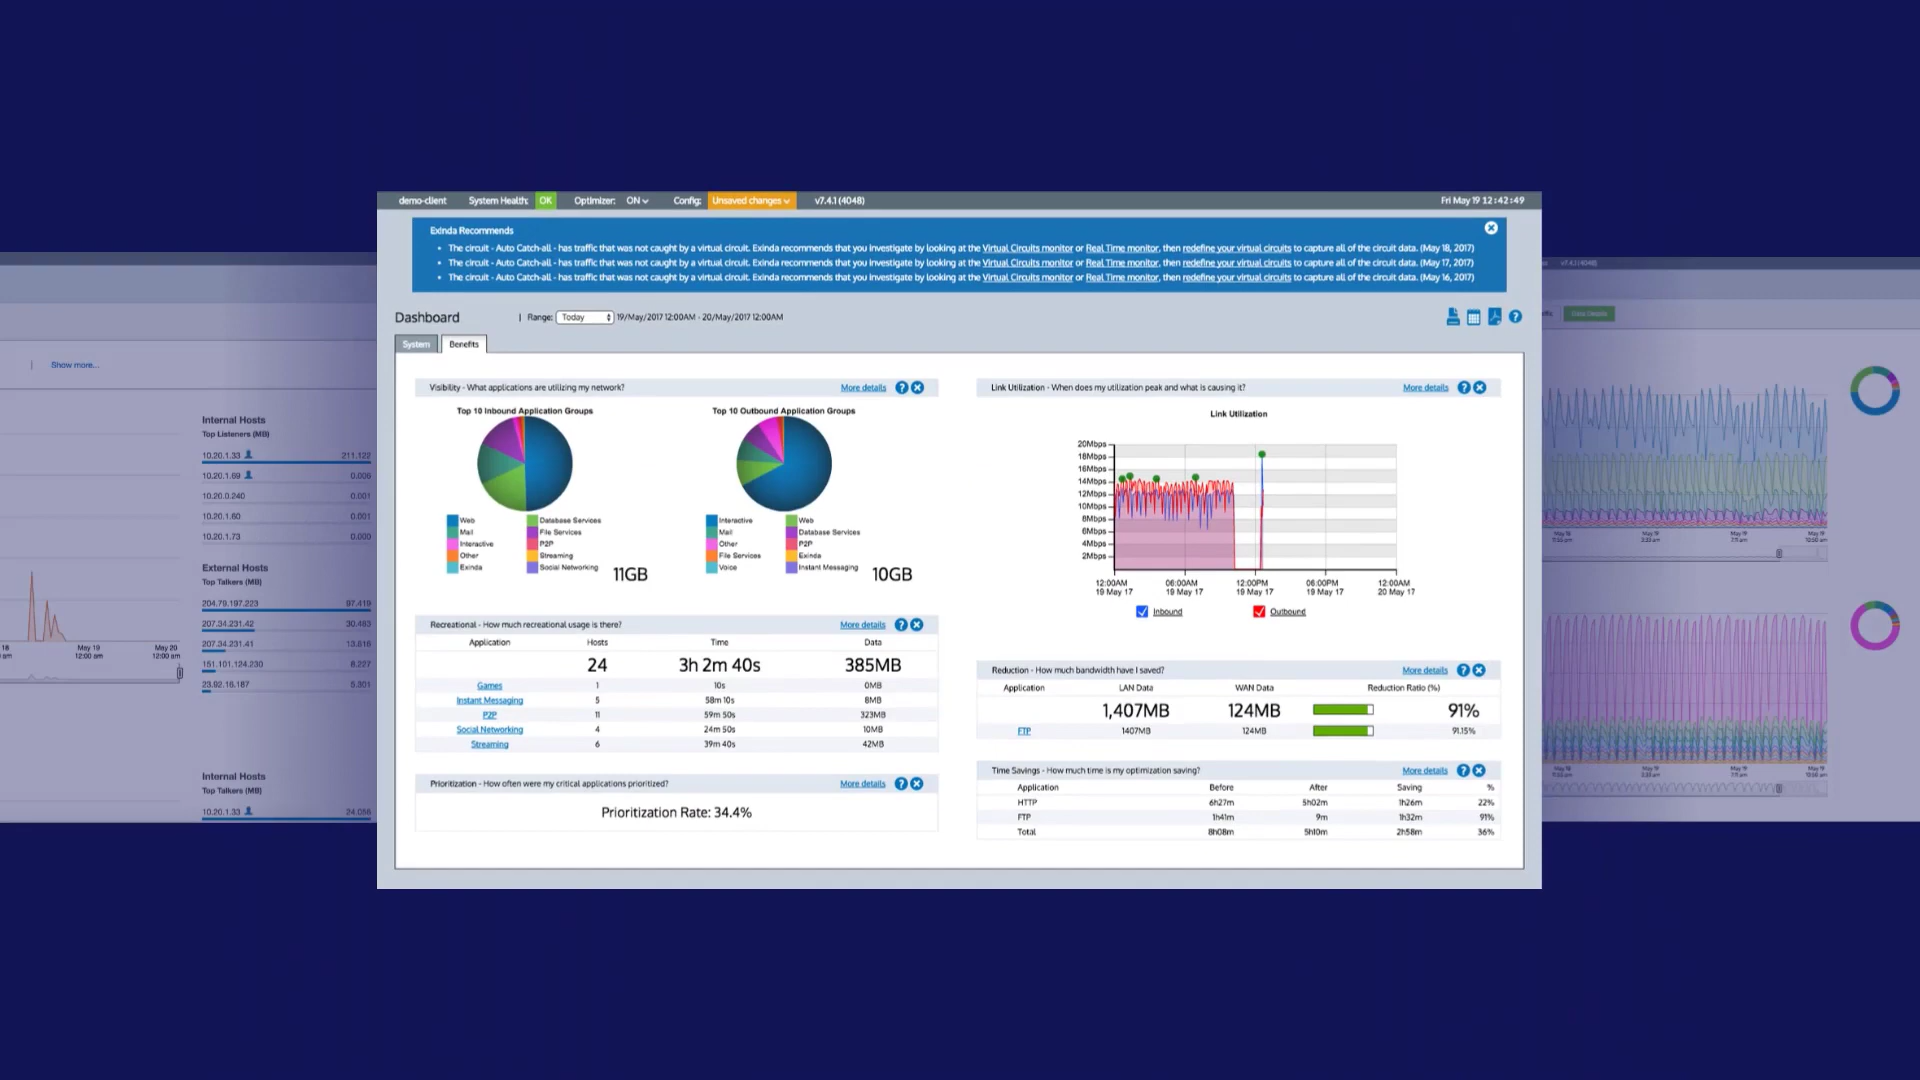 demo-client System Health: OK Optimizer: ON Config: Unsaved changes v7.4.1 (4048) Fri May 19 12:42:49
Exinda Recommends
• The circuit - Auto Catch-all - has traffic that was not caught by a virtual circuit. Exinda recommends that you investigate by looking at the Virtual Circuits monitor or Real Time monitor, then redefine your virtual circuits to capture all of the circuit data. (May 18, 2017)
• The circuit - Auto Catch-all - has traffic that was not caught by a virtual circuit. Exinda recommends that you investigate by looking at the Virtual Circuits monitor or Real Time monitor, then redefine your virtual circuits to capture all of the circuit data. (May 17, 2017)
• The circuit - Auto Catch-all - has traffic that was not caught by a virtual circuit. Exinda recommends that you investigate by looking at the Virtual Circuits monitor or Real Time monitor, then redefine your virtual circuits to capture all of the circuit data. (May 16, 2017)
Dashboard | Range: Today 19/May/2017 12:00AM - 20/May/2017 12:00AM
System Benefits
Visibility - What applications are utilizing my network? More details
Top 10 Inbound Application Groups
Web Database Services
Mail File Services
Interactive P2P
Other Streaming
Exinda Social Networking
11GB
Top 10 Outbound Application Groups
Interactive Web
Mail Database Services
Other P2P
File Services Exinda
Voice Instant Messaging
10GB
Recreational - How much recreational usage is there? More details
Application Hosts Time Data
24 3h 2m 40s 385MB
Games 1 10s 0MB
Instant Messaging 5 58m 10s 8MB
P2P 11 59m 50s 323MB
Social Networking 4 24m 50s 10MB
Streaming 6 39m 40s 42MB
Prioritization - How often were my critical applications prioritized? More details
Prioritization Rate: 34.4%
Link Utilization - When does my utilization peak and what is causing it? More details
Link Utilization
20Mbps
18Mbps
16Mbps
14Mbps
12Mbps
10Mbps
8Mbps
6Mbps
4Mbps
2Mbps
12:00AM 06:00AM 12:00PM 06:00PM 12:00AM
19 May 17 19 May 17 19 May 17 19 May 17 20 May 17
Inbound Outbound
Reduction - How much bandwidth have I saved? More details
Application LAN Data WAN Data Reduction Ratio (%)
1,407MB 124MB 91%
FTP 1407MB 124MB 91.15%
Time Savings - How much time is my optimization saving? More details
Application Before After Saving %
HTTP 6h27m 5h02m 1h26m 22%
FTP 1h41m 9m 1h32m 91%
Total 8h08m 5h10m 2h58m 36%
| Show more...
Internal Hosts
Top Listeners (MB)
10.20.1.33 211.122
10.20.1.69 0.006
10.20.0.240 0.001
10.20.1.60 0.001
10.20.1.73 0.000
External Hosts
Top Talkers (MB)
204.79.197.223 97.419
207.34.231.42 30.483
207.34.231.41 13.818
151.101.124.230 8.227
23.92.16.187 5.301
18 May 19 May 20
am 12:00 am 12:00 am
Internal Hosts
Top Talkers (MB)
10.20.1.33 24.056
v7.4.1 (4048)